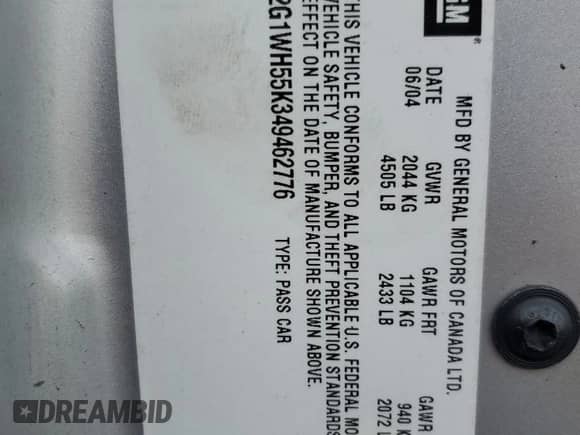 GM ®
MFD BY GENERAL MOTORS OF CANADA LTD.
DATE GVWR GAWR FRT GAWR
06/04 2044 KG 1104 KG 940
4505 LB 2433 LB 2072
THIS VEHICLE CONFORMS TO ALL APPLICABLE U.S. FEDERAL MO
VEHICLE SAFETY, BUMPER, AND THEFT PREVENTION STANDARDS
EFFECT ON THE DATE OF MANUFACTURE SHOWN ABOVE.
2G1WH55K349462776 TYPE: PASS CAR
DREAMBID